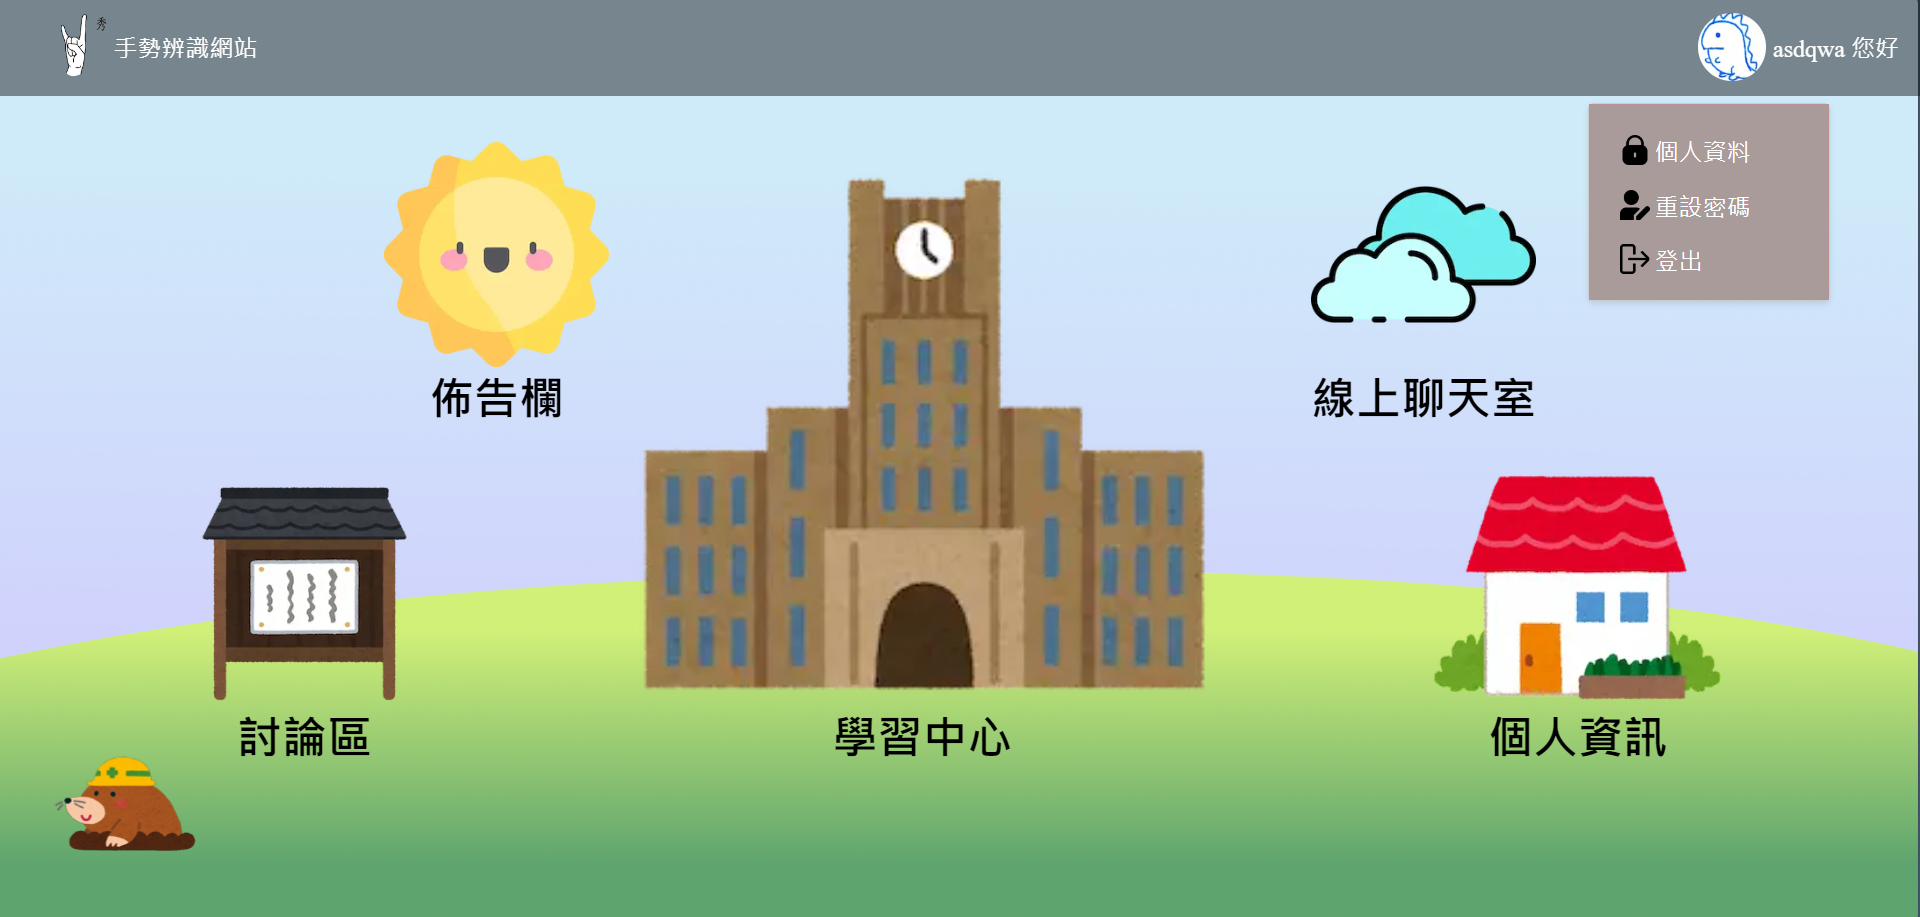 秀
手勢辨識網站
asdqwa 您好
個人資料
重設密碼
登出
佈告欄
線上聊天室
討論區
學習中心
個人資訊